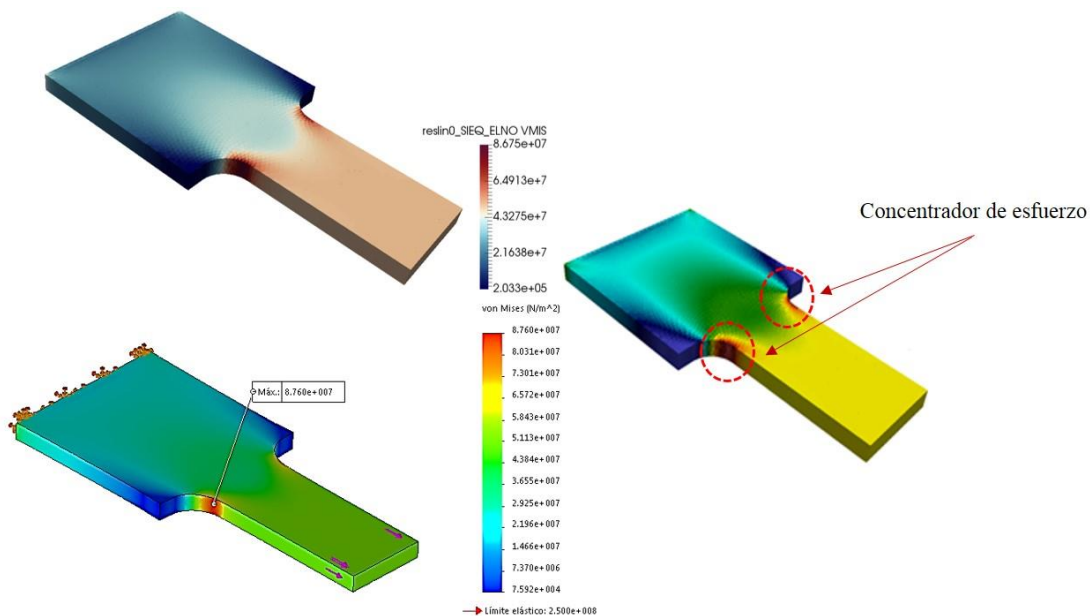 reslin0_SIEQ_ELNO VMIS
8.675e+07
6.4913e+7
4.3275e+7
2.1638e+7
2.033e+05
Concentrador de esfuerzo
von Mises (N/m^2)
8.760e+007
8.031e+007
7.301e+007
6.572e+007
5.843e+007
5.113e+007
4.384e+007
3.655e+007
2.925e+007
2.196e+007
1.466e+007
7.370e+006
7.592e+004
Máx.: 8.760e+007
Límite elástico: 2.500e+008